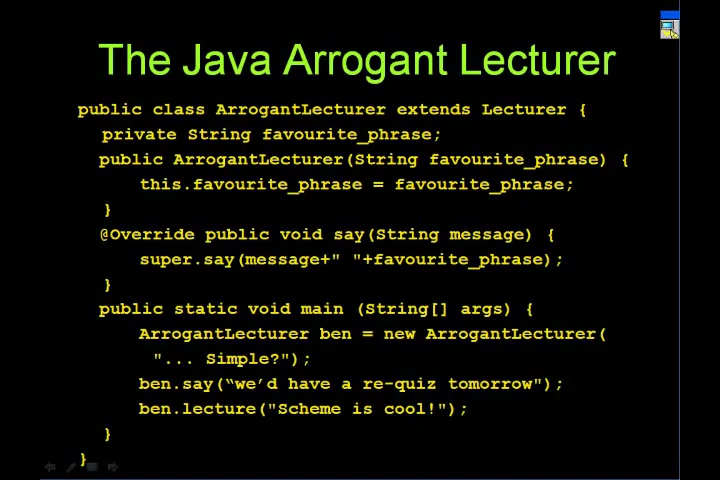 The Java Arrogant Lecturer
public class ArrogantLecturer extends Lecturer {
private String favourite_phrase;
public ArrogantLecturer(String favourite_phrase) {
this.favourite_phrase = favourite_phrase;
}
@Override public void say(String message) {
super.say(message+" "+favourite_phrase);
}
public static void main (String[] args) {
ArrogantLecturer ben = new ArrogantLecturer(
"... Simple?");
ben.say(“we’d have a re-quiz tomorrow");
ben.lecture("Scheme is cool!");
}
}